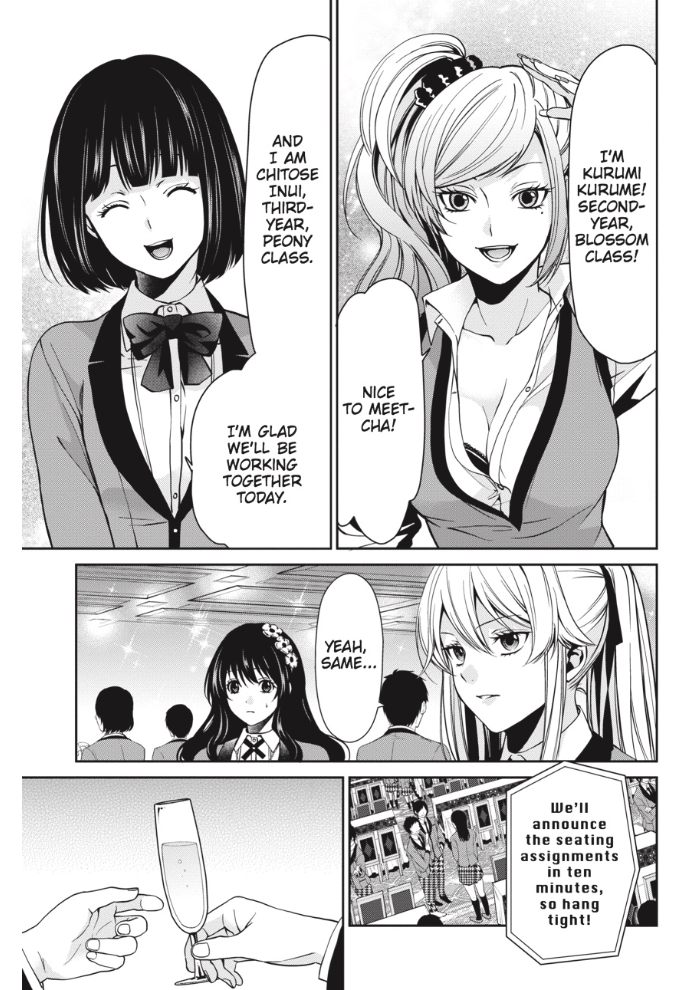 I'M
KURUMI
KURUME!
SECOND-
YEAR,
BLOSSOM
CLASS!
NICE
TO MEET-
CHA!
AND
I AM
CHITOSE
INUI,
THIRD-
YEAR,
PEONY
CLASS.
I'M GLAD
WE'LL BE
WORKING
TOGETHER
TODAY.
YEAH,
SAME...
We'll
announce
the seating
assignments
in ten
minutes,
so hang
tight!